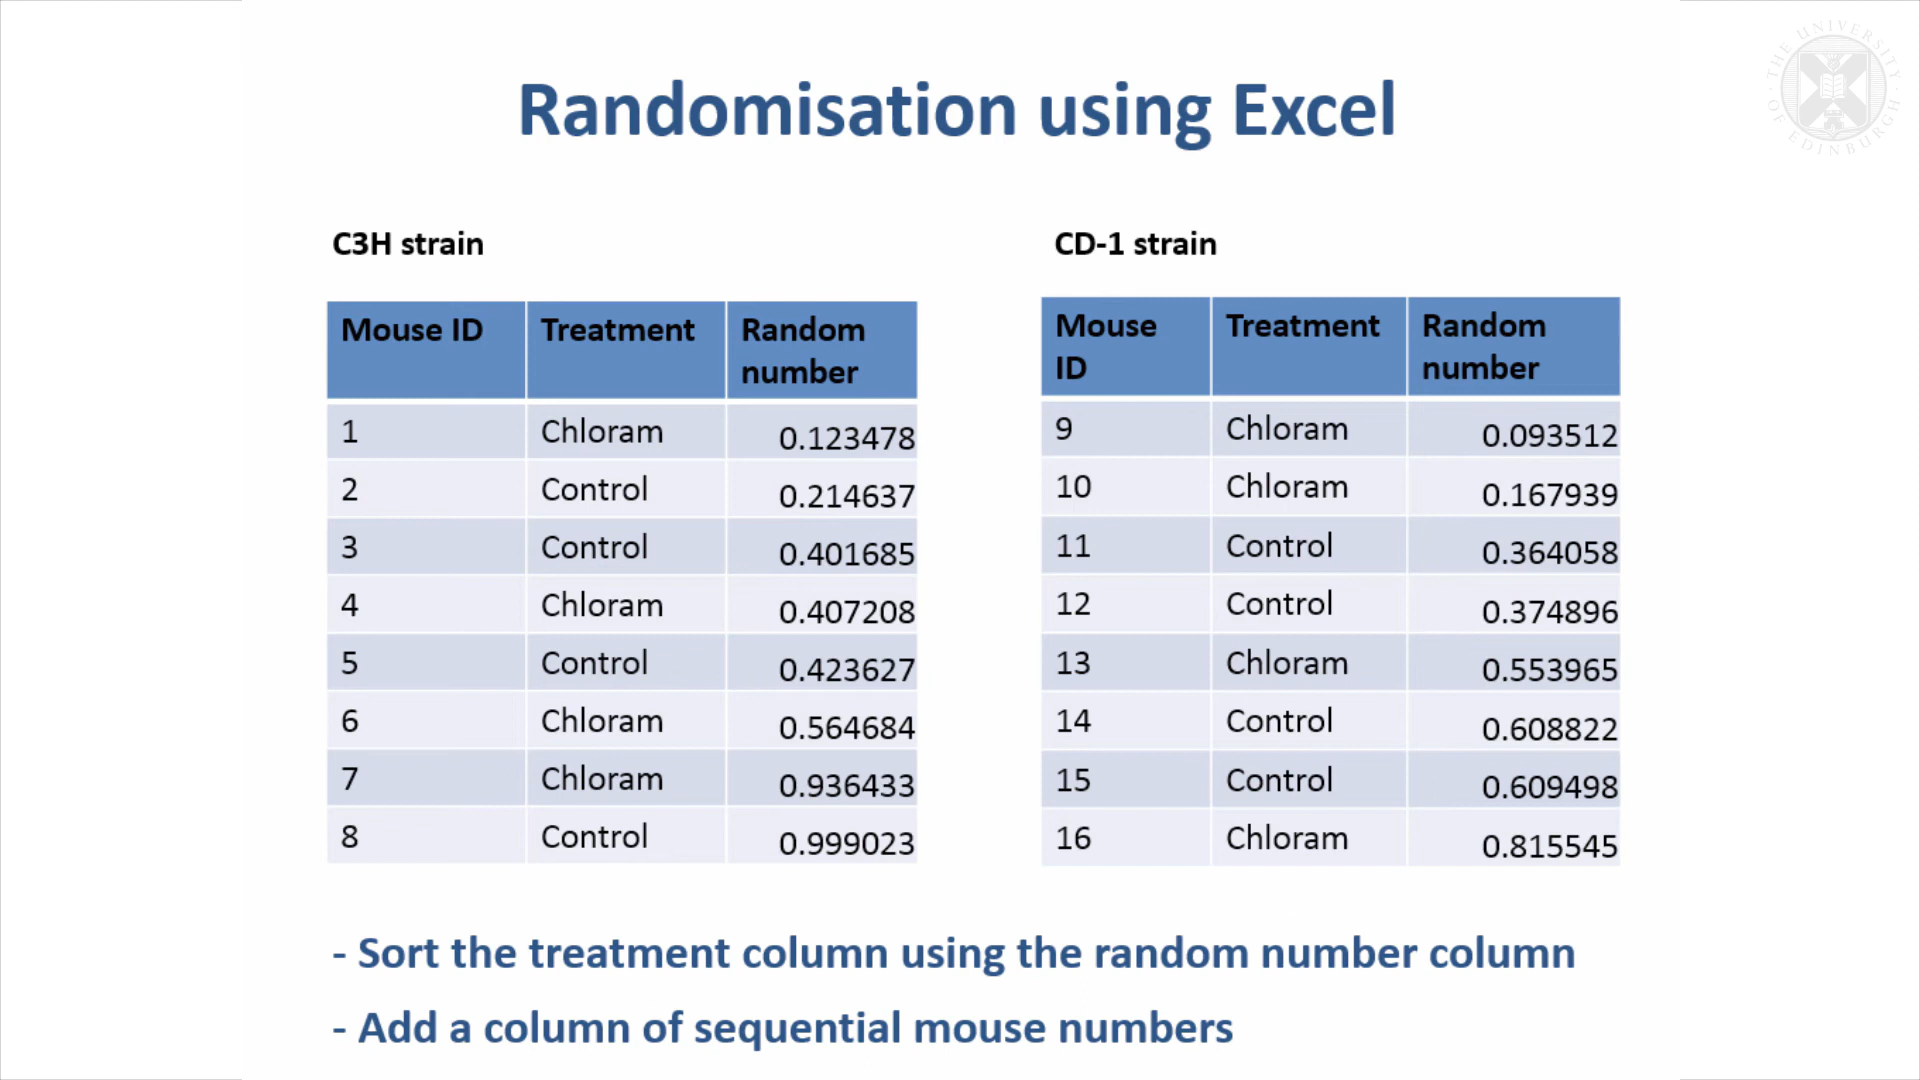 THE UNIVERSITY OF EDINBURGH
Randomisation using Excel
C3H strain
Mouse ID Treatment Random number
1 Chloram 0.123478
2 Control 0.214637
3 Control 0.401685
4 Chloram 0.407208
5 Control 0.423627
6 Chloram 0.564684
7 Chloram 0.936433
8 Control 0.999023
CD-1 strain
Mouse ID Treatment Random number
9 Chloram 0.093512
10 Chloram 0.167939
11 Control 0.364058
12 Control 0.374896
13 Chloram 0.553965
14 Control 0.608822
15 Control 0.609498
16 Chloram 0.815545
- Sort the treatment column using the random number column
- Add a column of sequential mouse numbers